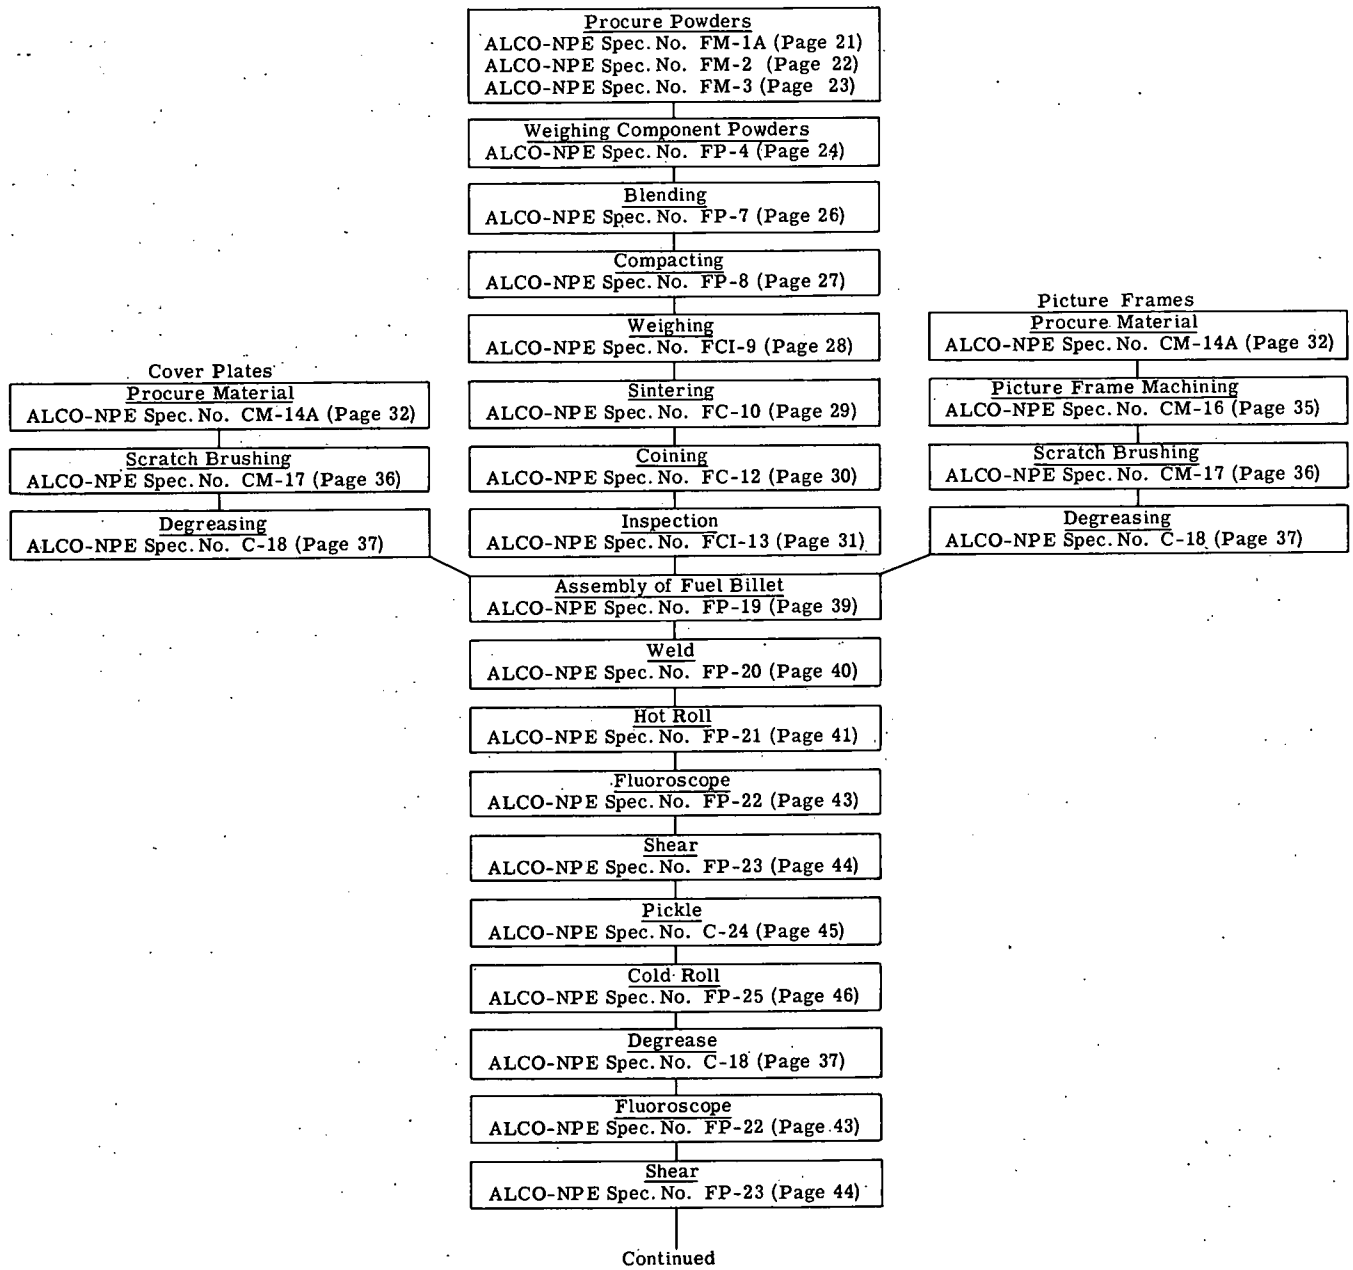 Procure Powders
ALCO-NPE Spec. No. FM-1A (Page 21)
ALCO-NPE Spec. No. FM-2 (Page 22)
ALCO-NPE Spec. No. FM-3 (Page 23)
Weighing Component Powders
ALCO-NPE Spec. No. FP-4 (Page 24)
Blending
ALCO-NPE Spec. No. FP-7 (Page 26)
Compacting
ALCO-NPE Spec. No. FP-8 (Page 27)
Weighing
ALCO-NPE Spec. No. FCI-9 (Page 28)
Sintering
ALCO-NPE Spec. No. FC-10 (Page 29)
Coining
ALCO-NPE Spec. No. FC-12 (Page 30)
Inspection
ALCO-NPE Spec. No. FCI-13 (Page 31)
Cover Plates
Procure Material
ALCO-NPE Spec. No. CM-14A (Page 32)
Scratch Brushing
ALCO-NPE Spec. No. CM-17 (Page 36)
Degreasing
ALCO-NPE Spec. No. C-18 (Page 37)
Picture Frames
Procure Material
ALCO-NPE Spec. No. CM-14A (Page 32)
Picture Frame Machining
ALCO-NPE Spec. No. CM-16 (Page 35)
Scratch Brushing
ALCO-NPE Spec. No. CM-17 (Page 36)
Degreasing
ALCO-NPE Spec. No. C-18 (Page 37)
Assembly of Fuel Billet
ALCO-NPE Spec. No. FP-19 (Page 39)
Weld
ALCO-NPE Spec. No. FP-20 (Page 40)
Hot Roll
ALCO-NPE Spec. No. FP-21 (Page 41)
Fluoroscope
ALCO-NPE Spec. No. FP-22 (Page 43)
Shear
ALCO-NPE Spec. No. FP-23 (Page 44)
Pickle
ALCO-NPE Spec. No. C-24 (Page 45)
Cold Roll
ALCO-NPE Spec. No. FP-25 (Page 46)
Degrease
ALCO-NPE Spec. No. C-18 (Page 37)
Fluoroscope
ALCO-NPE Spec. No. FP-22 (Page 43)
Shear
ALCO-NPE Spec. No. FP-23 (Page 44)
Continued